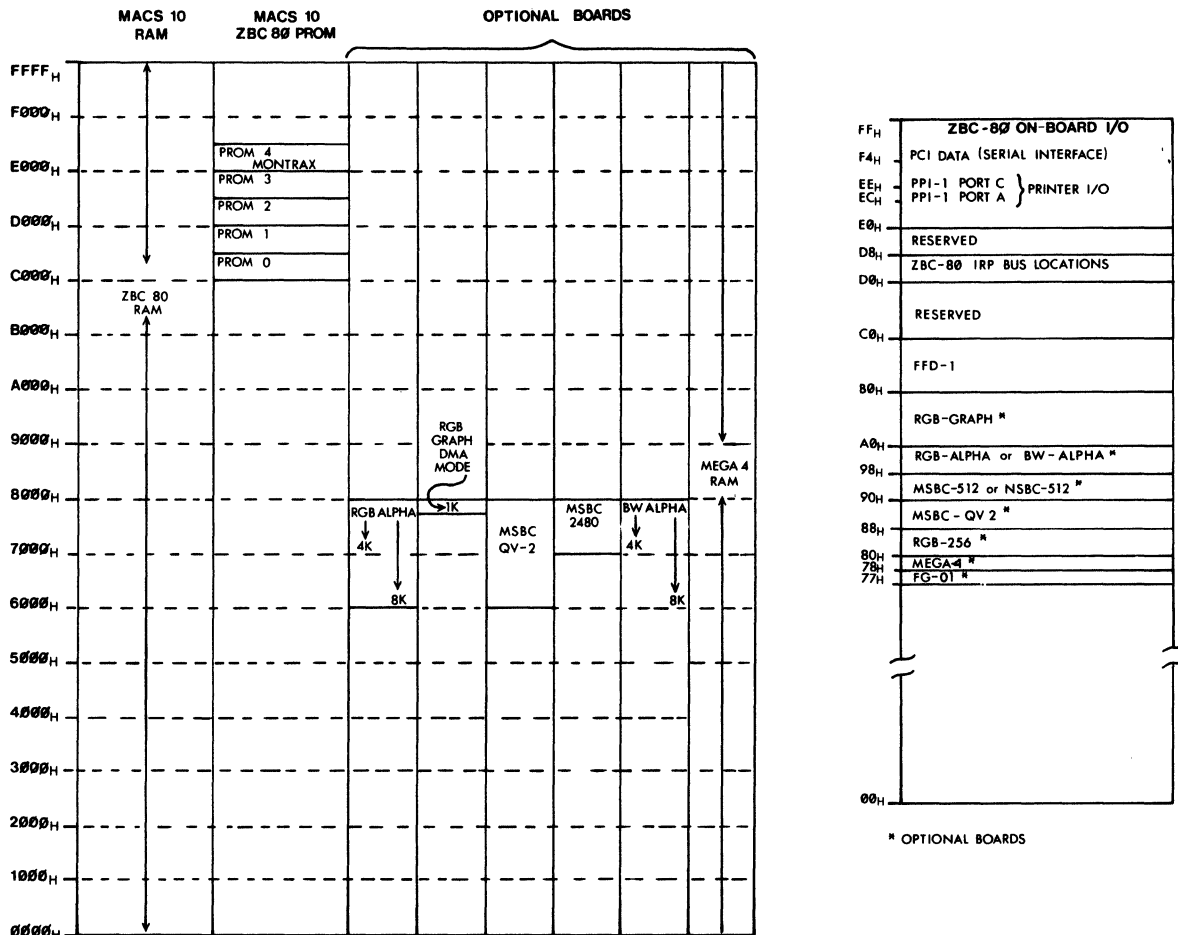 MACS 10
RAM
MACS 10
ZBC 8Ø PROM
OPTIONAL BOARDS
FFFFH
FØØØH
EØØØH
DØØØH
CØØØH
BØØØH
AØØØH
9ØØØH
8ØØØH
7ØØØH
6ØØØH
5ØØØH
4ØØØH
3ØØØH
2ØØØH
1ØØØH
ØØØØH
ZBC 80
RAM
PROM 4
MONTRAX
PROM 3
PROM 2
PROM 1
PROM 0
RGB ALPHA
4K
8K
RGB
GRAPH
DMA
MODE
1K
MSBC
QV-2
MSBC
2480
BW ALPHA
4K
8K
MEGA 4
RAM
ZBC-8Ø ON-BOARD I/O
FFH
F4H PCI DATA (SERIAL INTERFACE)
EEH PPI-1 PORT C
ECH PPI-1 PORT A
PRINTER I/O
EØH
RESERVED
D8H
ZBC-80 IRP BUS LOCATIONS
DØH
RESERVED
CØH
FFD-1
BØH
RGB-GRAPH *
AØH
RGB-ALPHA or BW-ALPHA *
98H
MSBC-512 or NSBC-512 *
90H
MSBC-QV 2 *
88H
RGB-256 *
80H
MEGA-4 *
78H
FG-01 *
77H
ØØH
* OPTIONAL BOARDS